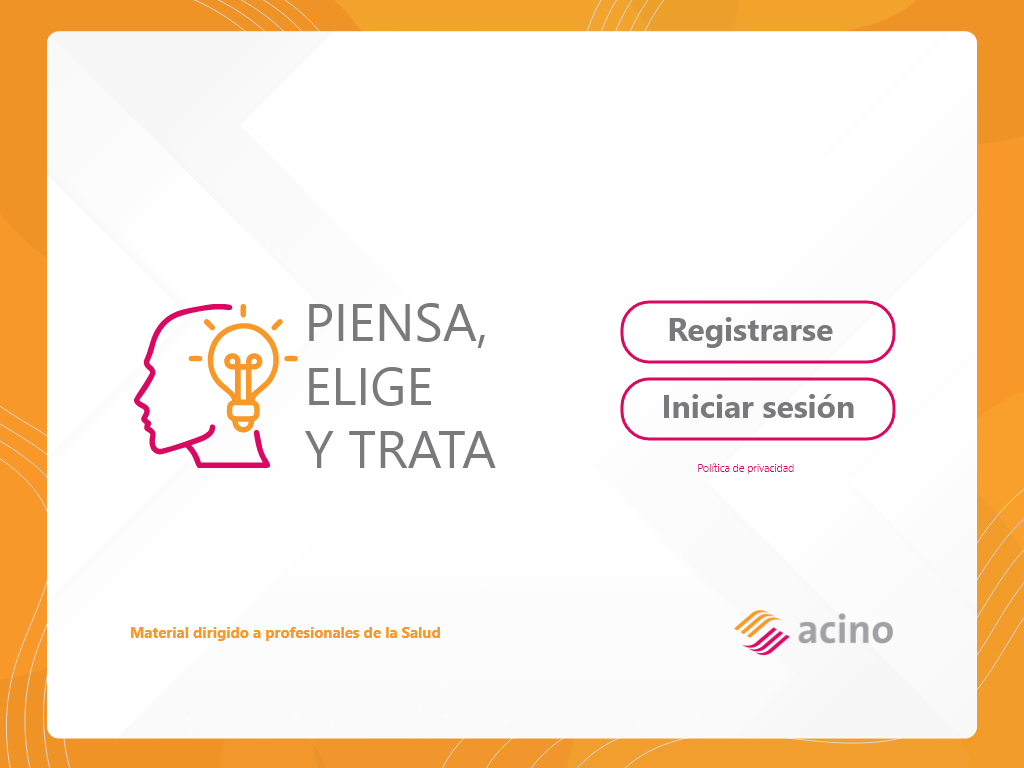 PIENSA,
ELIGE
Y TRATA
Registrarse
Iniciar sesión
Política de privacidad
Material dirigido a profesionales de la Salud
acino